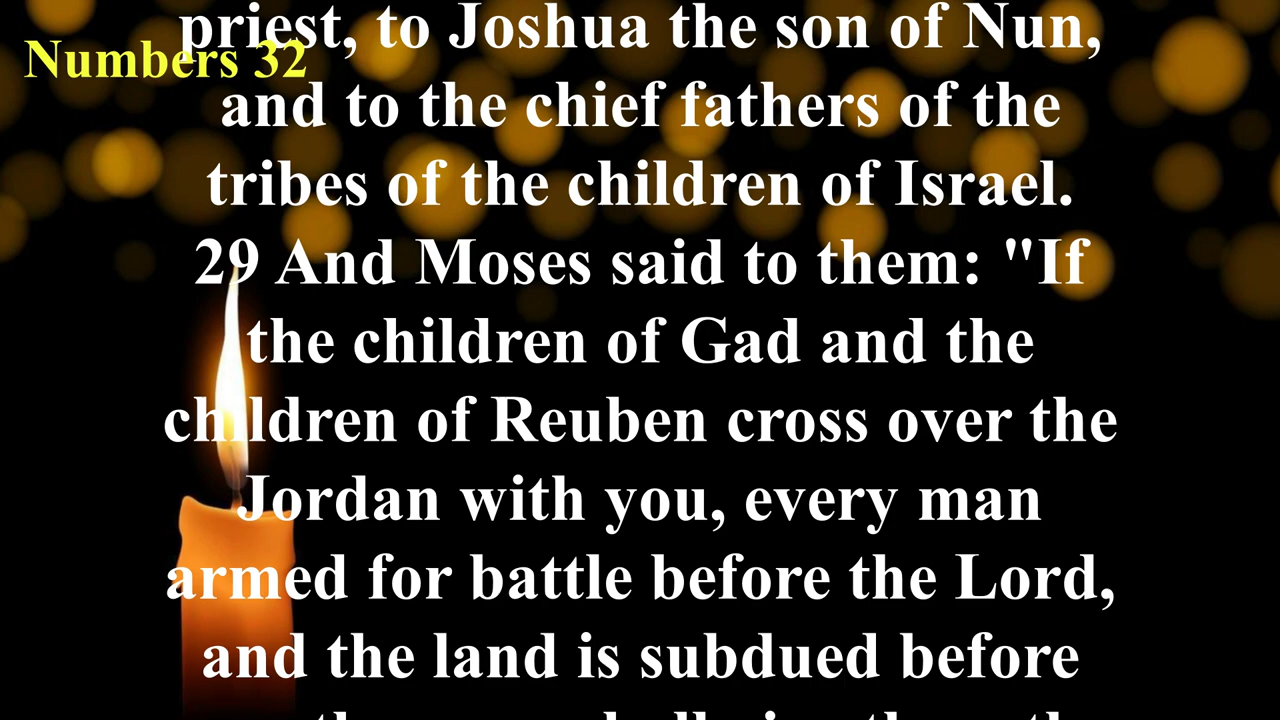 Numbers 32
priest, to Joshua the son of Nun,
and to the chief fathers of the
tribes of the children of Israel.
29 And Moses said to them: "If
the children of Gad and the
children of Reuben cross over the
Jordan with you, every man
armed for battle before the Lord,
and the land is subdued before